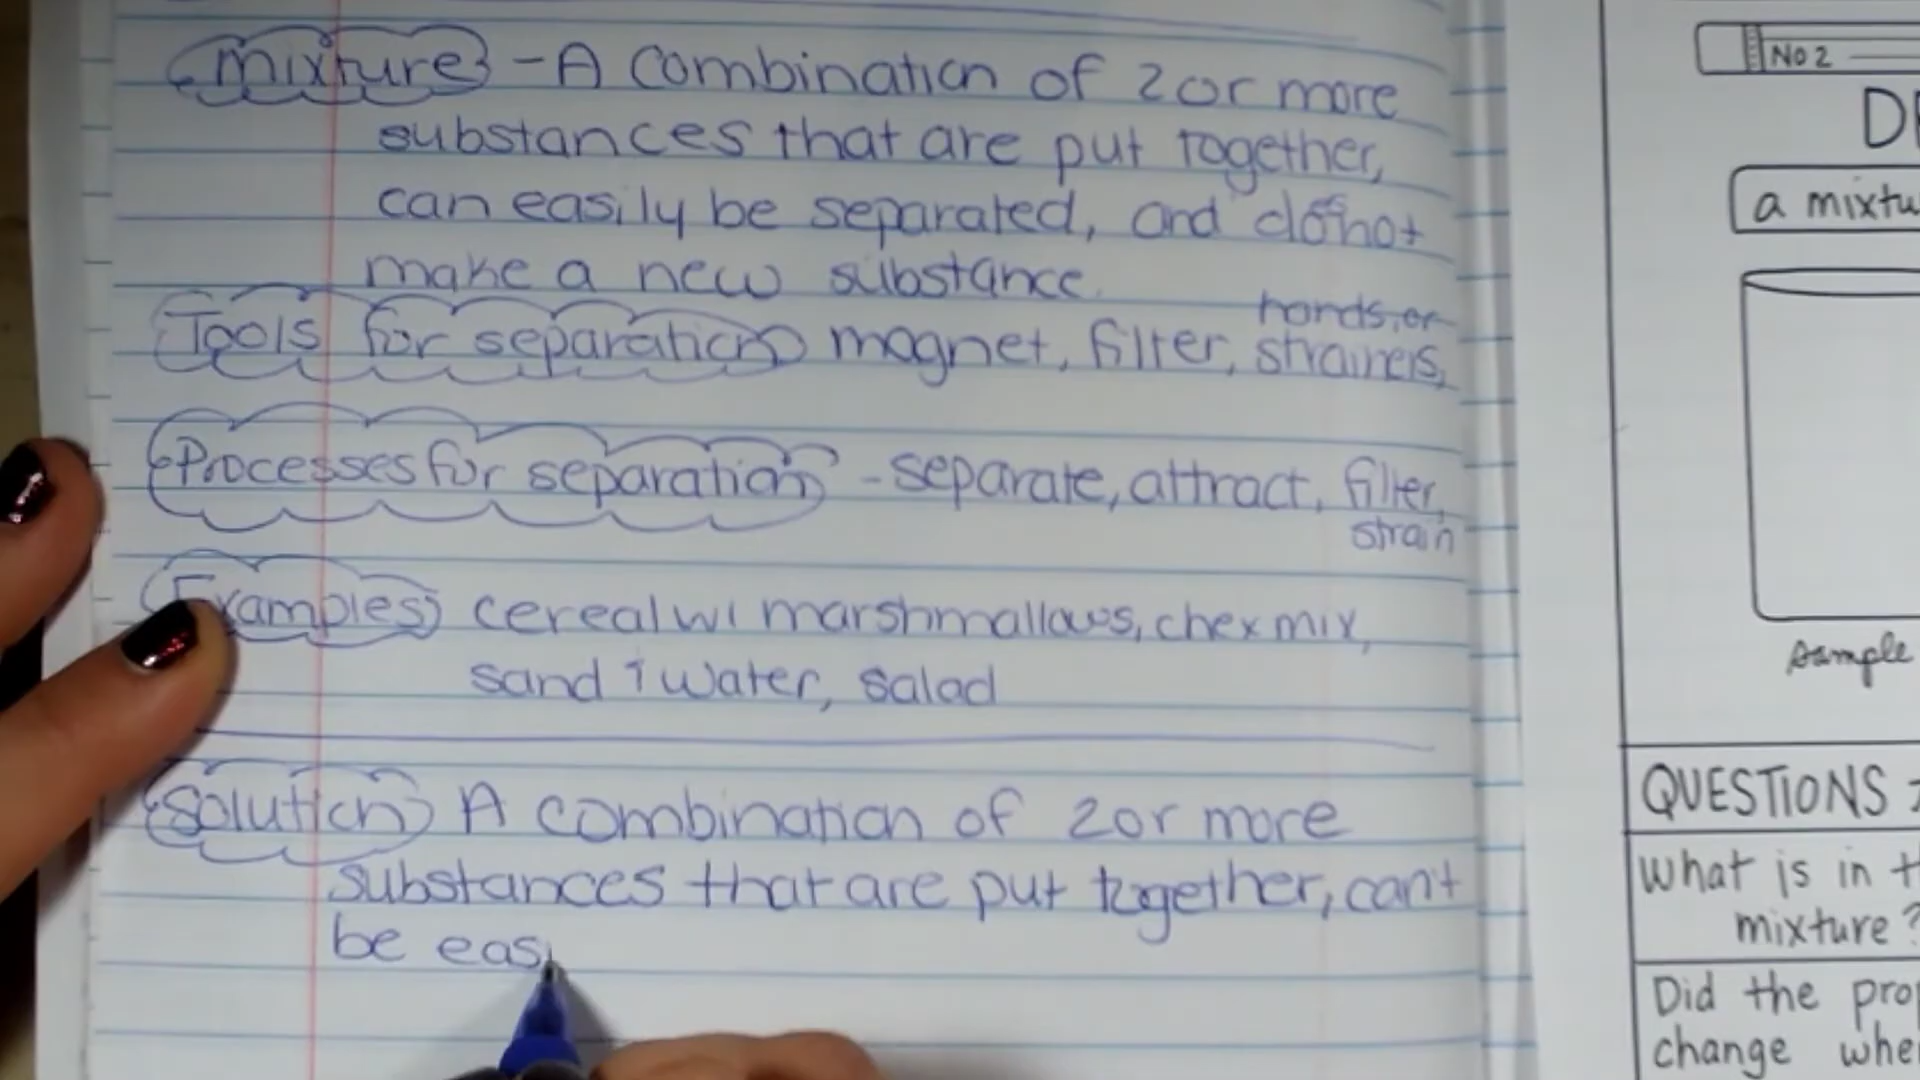 mixture - A combination of 2 or more
substances that are put together,
can easily be separated, and do not
make a new substance.
Tools for separation magnet, filter, strainers,
hands, or
Processes for separation - separate, attract, filter,
strain
Examples cereal w/ marshmallows, chex mix,
sand + water, salad
Solution A combination of 2 or more
substances that are put together, can't
be easi
No 2
a mixtu
sample
QUESTIONS
What is in th
mixture?
Did the prop
change whe